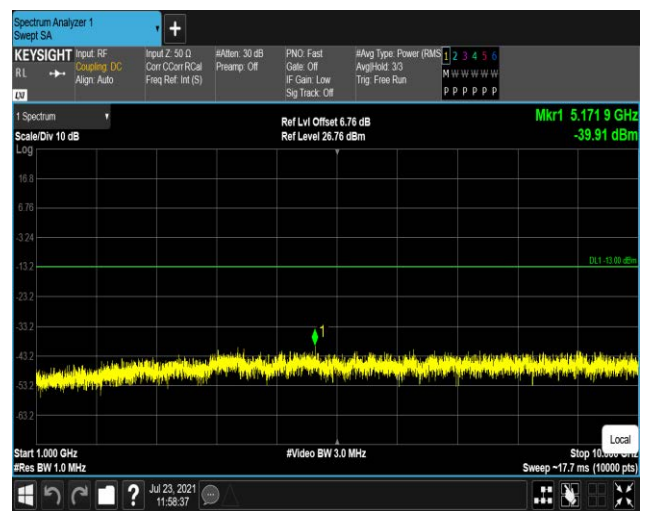 Spectrum Analyzer 1
Swept SA
+
KEYSIGHT
RL
LXI
Input: RF
Coupling: DC
Align: Auto
Input Z: 50 Ω
Corr CCorr RCal
Freq Ref: Int (S)
#Atten: 30 dB
Preamp: Off
PNO: Fast
Gate: Off
IF Gain: Low
Sig Track: Off
#Avg Type: Power (RMS
Avg|Hold: 3/3
Trig: Free Run
1 2 3 4 5 6
M W W W W W
P P P P P P
1 Spectrum
Scale/Div 10 dB
Log
Ref Lvl Offset 6.76 dB
Ref Level 26.76 dBm
Mkr1 5.171 9 GHz
-39.91 dBm
16.8
6.76
-3.24
-13.2
DL1 -13.00 dBm
-23.2
-33.2
1
-43.2
-53.2
-63.2
Local
Start 1.000 GHz
#Res BW 1.0 MHz
#Video BW 3.0 MHz
Stop
Sweep ~17.7 ms (10000 pts)
?
Jul 23, 2021
11:58:37